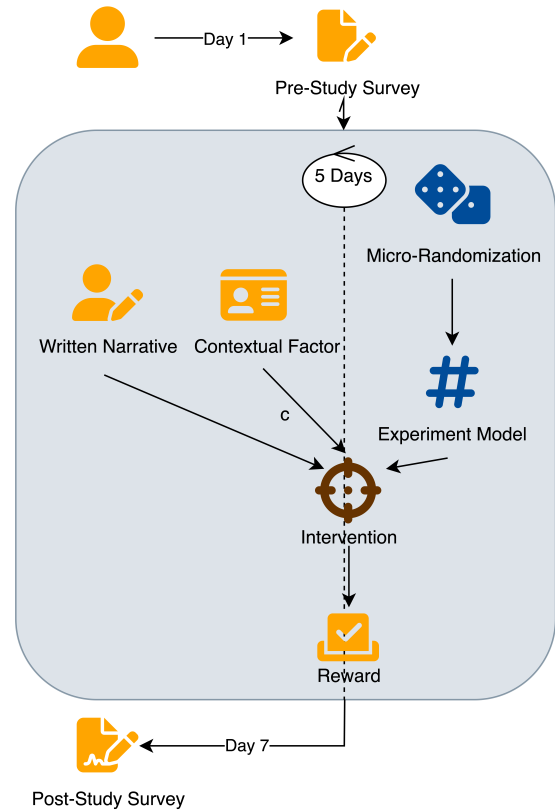 Day 1
Pre-Study Survey
5 Days
Micro-Randomization
Written Narrative
Contextual Factor
c
Experiment Model
Intervention
Reward
Day 7
Post-Study Survey